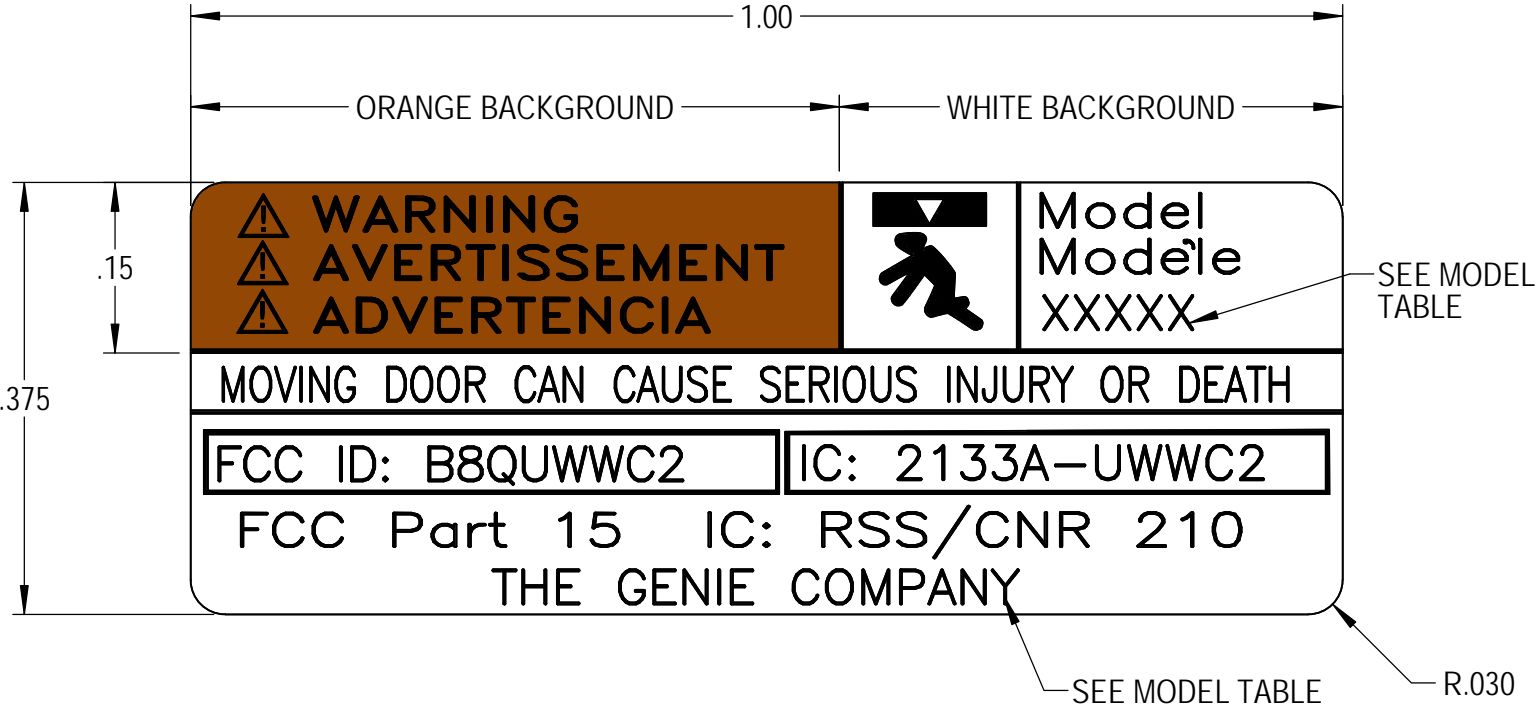 1.00
ORANGE BACKGROUND
WHITE BACKGROUND
WARNING
AVERTISSEMENT
ADVERTENCIA
Model
Modèle
XXXXX
SEE MODEL
TABLE
.15
.375
MOVING DOOR CAN CAUSE SERIOUS INJURY OR DEATH
FCC ID: B8QUWWC2
IC: 2133A-UWWC2
FCC Part 15 IC: RSS/CNR 210
THE GENIE COMPANY
SEE MODEL TABLE
R.030